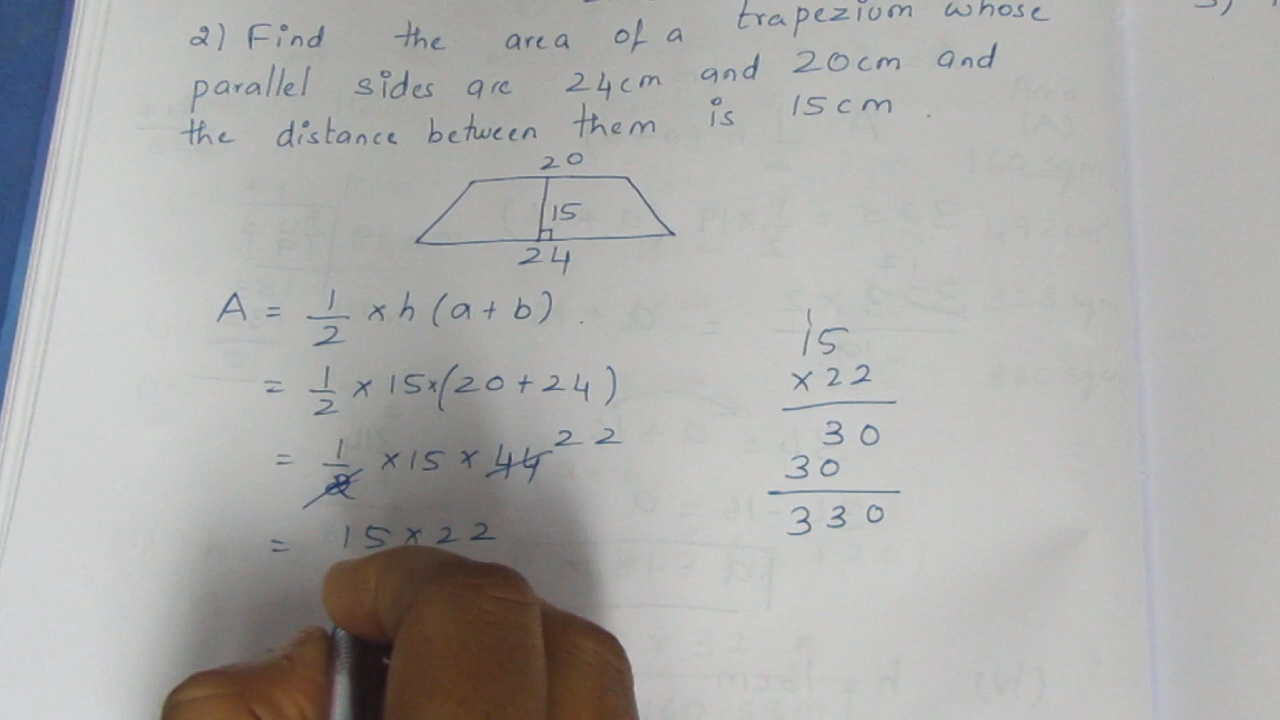 2) Find the area of a trapezium whose
parallel sides are 24cm and 20cm and
the distance between them is 15cm.
20
15
24
A = 1/2 × h (a + b).
= 1/2 × 15 × (20 + 24)
= 1/2 × 15 × 44 22
= 15 × 22
1
15
× 22
30
30
330